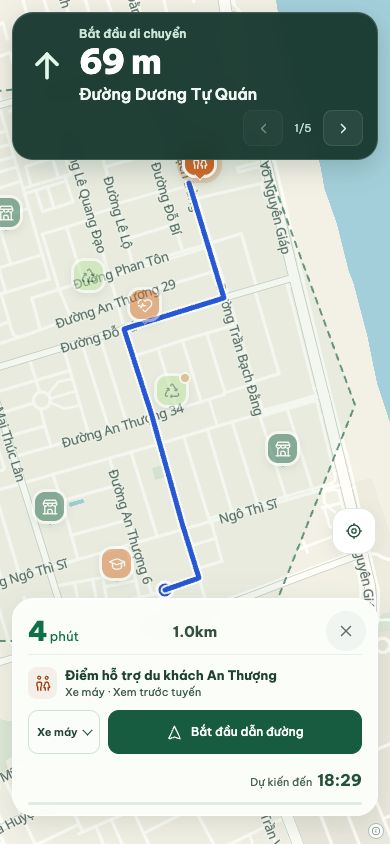 Bắt đầu di chuyển
69 m
Đường Dương Tự Quán
1/5
Lê Quang Đạo
Đường Lê Lộ
Đường Đỗ Bí
Võ Nguyên Giáp
Đường Phan Tôn
Đường An Thượng 29
Đường Đỗ
Đường Trần Bạch Đằng
Mai Thúc Lân
Đường An Thượng 34
Đường An Thượng 6
Ngô Thì Sĩ
Ngô Thì Sĩ
4 phút
1.0km
Điểm hỗ trợ du khách An Thượng
Xe máy · Xem trước tuyến
Xe máy
Bắt đầu dẫn đường
Dự kiến đến 18:29